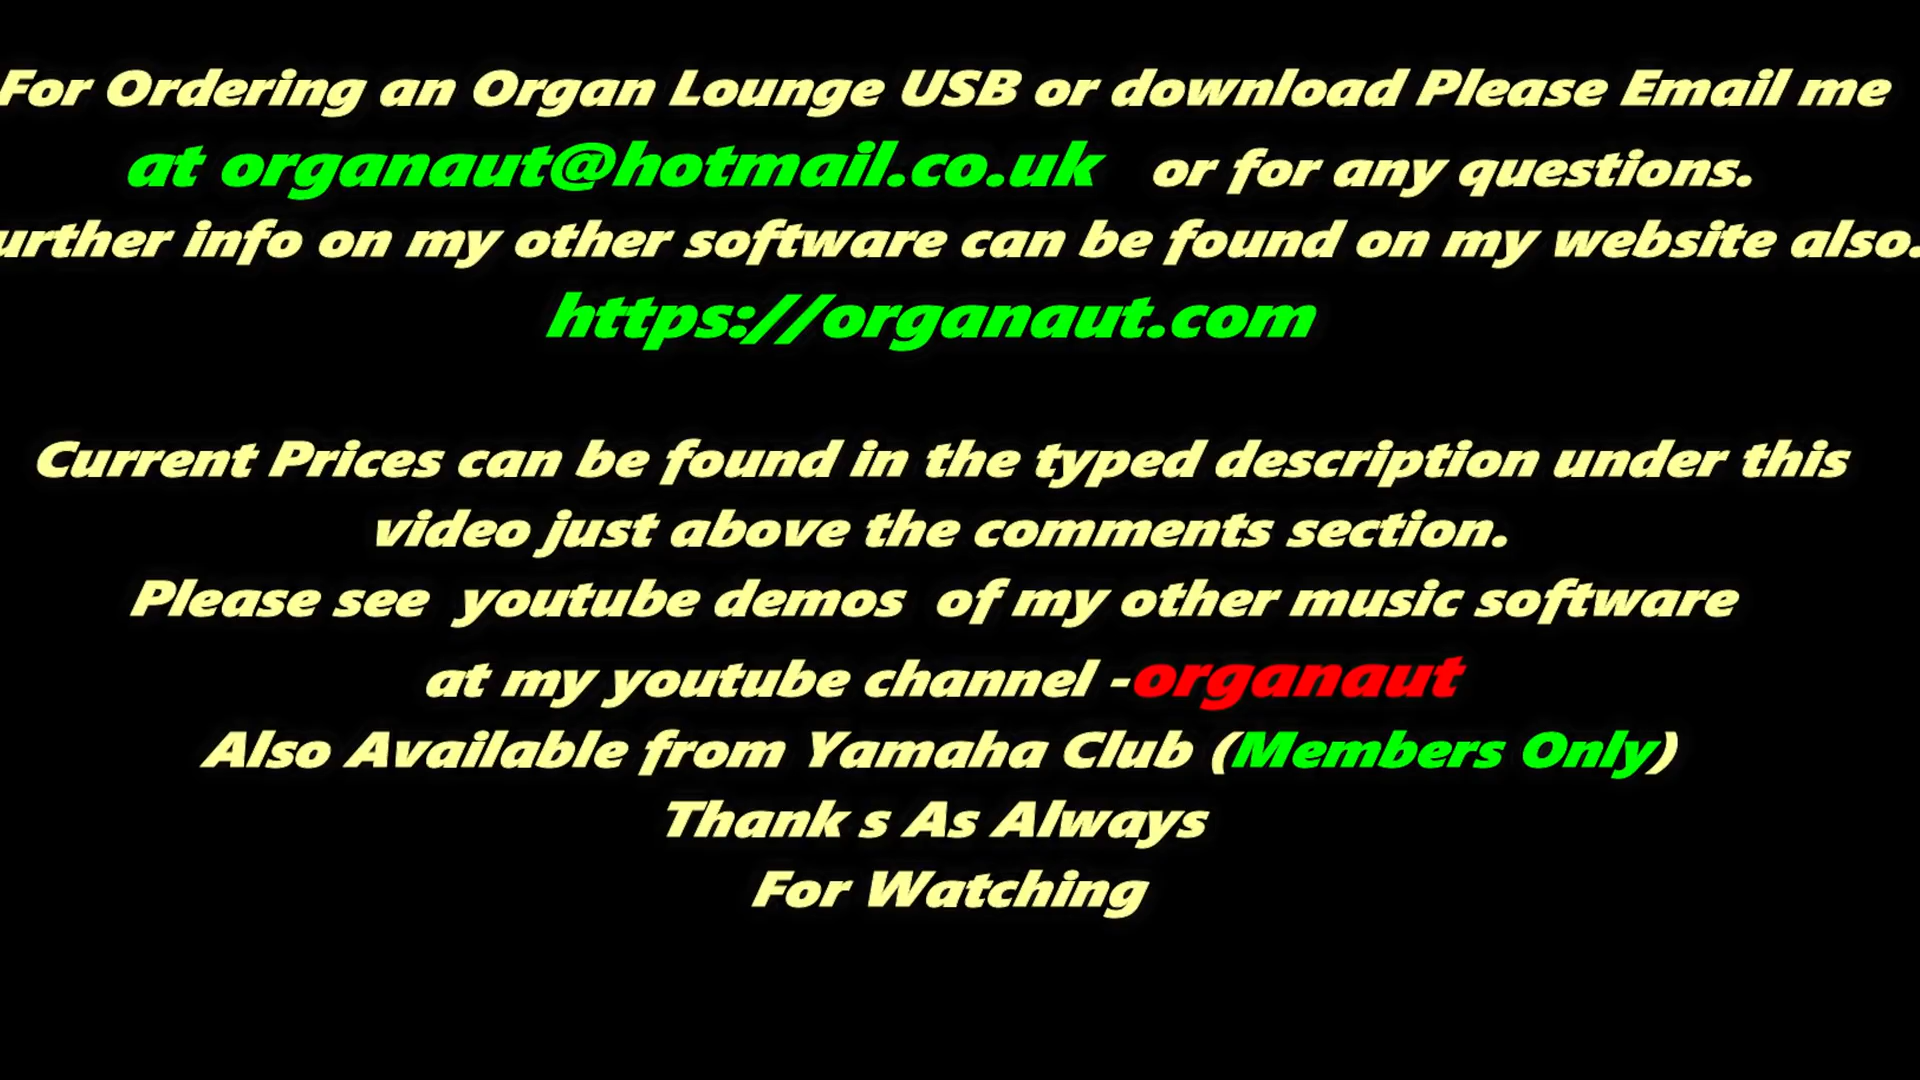 For Ordering an Organ Lounge USB or download Please Email me
at organaut@hotmail.co.uk or for any questions.
urther info on my other software can be found on my website also.
https://organaut.com
Current Prices can be found in the typed description under this
video just above the comments section.
Please see youtube demos of my other music software
at my youtube channel -organaut
Also Available from Yamaha Club (Members Only)
Thank s As Always
For Watching